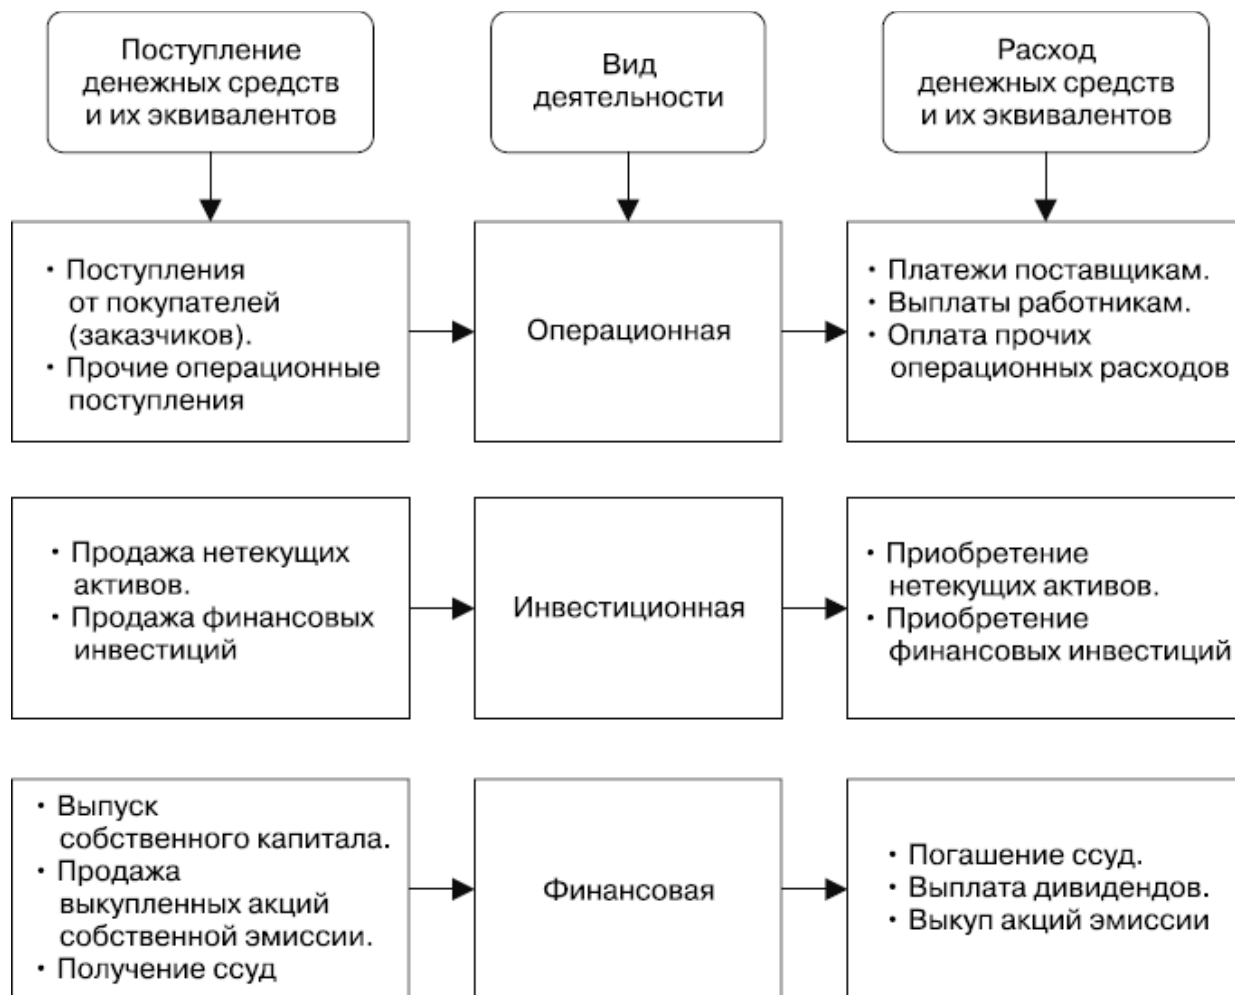 Поступление
денежных средств
и их эквивалентов
Вид
деятельности
Расход
денежных средств
и их эквивалентов
· Поступления
от покупателей
(заказчиков).
· Прочие операционные
поступления
Операционная
· Платежи поставщикам.
· Выплаты работникам.
· Оплата прочих
операционных расходов
· Продажа нетекущих
активов.
· Продажа финансовых
инвестиций
Инвестиционная
· Приобретение
нетекущих активов.
· Приобретение
финансовых инвестиций
· Выпуск
собственного капитала.
· Продажа
выкупленных акций
собственной эмиссии.
· Получение ссуд
Финансовая
· Погашение ссуд.
· Выплата дивидендов.
· Выкуп акций эмиссии